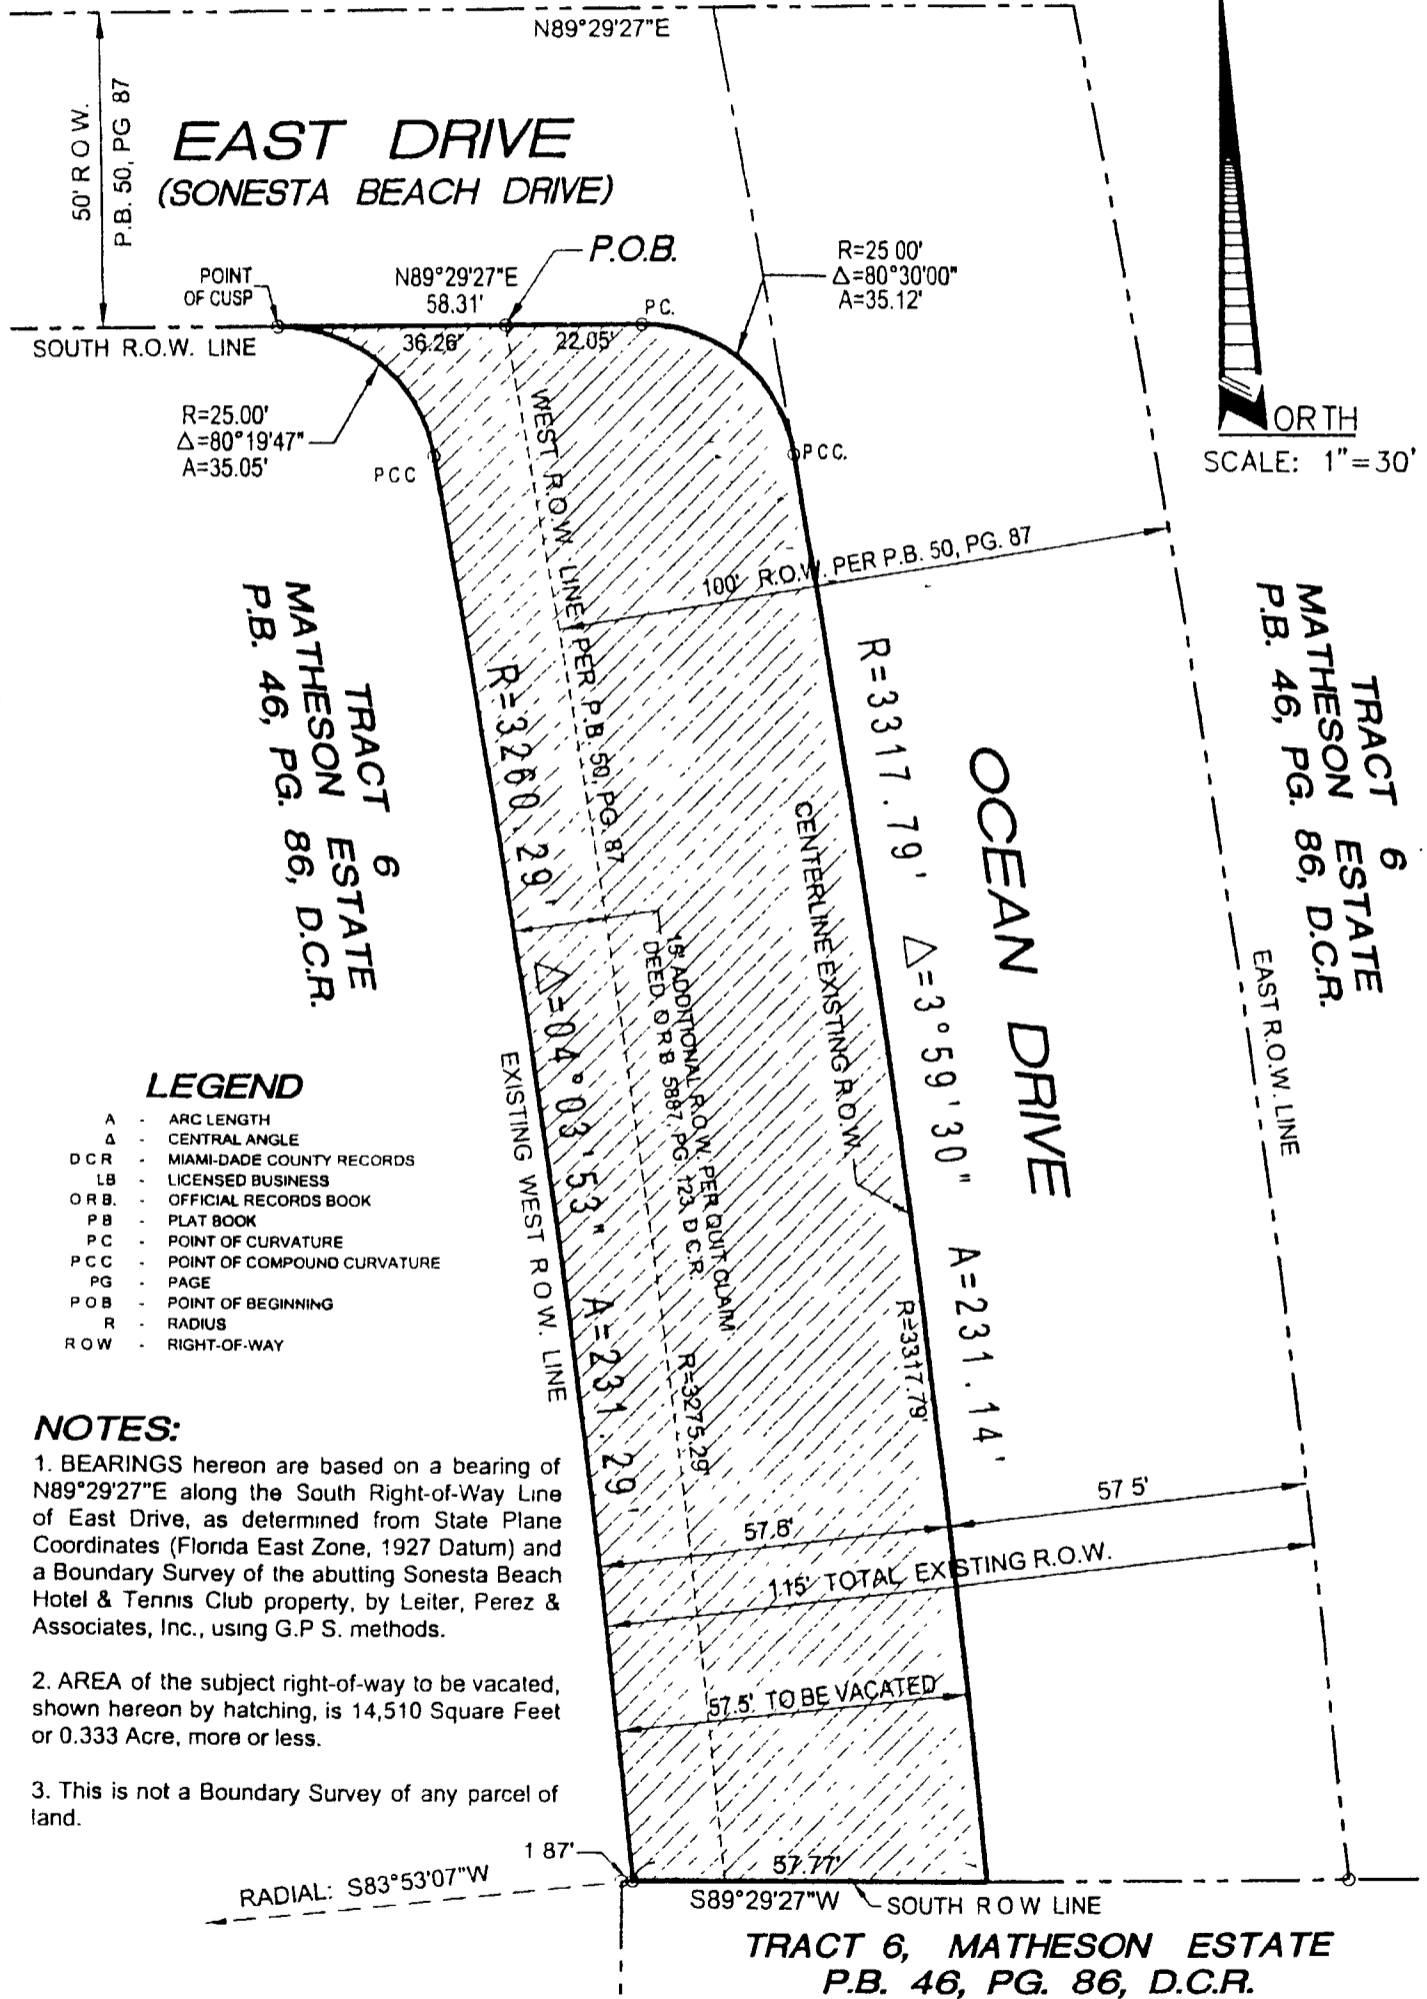 N89°29'27"E
50' R O W.
P.B. 50, PG 87
EAST DRIVE
(SONESTA BEACH DRIVE)
P.O.B.
POINT
OF CUSP
N89°29'27"E
58.31'
P C.
R=25 00'
Δ=80°30'00"
A=35.12'
SOUTH R.O.W. LINE
36.26'
22.05'
R=25.00'
Δ=80°19'47"
A=35.05'
P C C
P C C.
ORTH
SCALE: 1"=30'
WEST R.O.W. LINE PER P.B. 50, PG. 87
100' R.O.W. PER P.B. 50, PG. 87
TRACT 6
MATHESON ESTATE
P.B. 46, PG. 86, D.C.R.
R=3260.29' Δ=04°03'53" A=231.29'
R=3317.79' Δ=3°59'30" A=231.14'
OCEAN DRIVE
CENTERLINE EXISTING R.O.W.
TRACT 6
MATHESON ESTATE
P.B. 46, PG. 86, D.C.R.
EAST R.O.W. LINE
15' ADDITIONAL R.O.W. PER QUIT CLAIM
DEED, O R B 5887, PG. 123, D.C.R.
EXISTING WEST R O W. LINE
R=3275.29'
R=3317.79'
LEGEND
A - ARC LENGTH
Δ - CENTRAL ANGLE
D C R - MIAMI-DADE COUNTY RECORDS
LB - LICENSED BUSINESS
O R B. - OFFICIAL RECORDS BOOK
P B - PLAT BOOK
P C - POINT OF CURVATURE
P C C - POINT OF COMPOUND CURVATURE
PG - PAGE
P O B - POINT OF BEGINNING
R - RADIUS
R O W - RIGHT-OF-WAY
NOTES:
1. BEARINGS hereon are based on a bearing of
N89°29'27"E along the South Right-of-Way Line
of East Drive, as determined from State Plane
Coordinates (Florida East Zone, 1927 Datum) and
a Boundary Survey of the abutting Sonesta Beach
Hotel & Tennis Club property, by Leiter, Perez &
Associates, Inc., using G.P S. methods.
2. AREA of the subject right-of-way to be vacated,
shown hereon by hatching, is 14,510 Square Feet
or 0.333 Acre, more or less.
3. This is not a Boundary Survey of any parcel of
land.
57 5'
57.6'
115' TOTAL EXISTING R.O.W.
57.5' TO BE VACATED
1 87'
57.77'
RADIAL: S83°53'07"W
S89°29'27"W
SOUTH R O W LINE
TRACT 6, MATHESON ESTATE
P.B. 46, PG. 86, D.C.R.